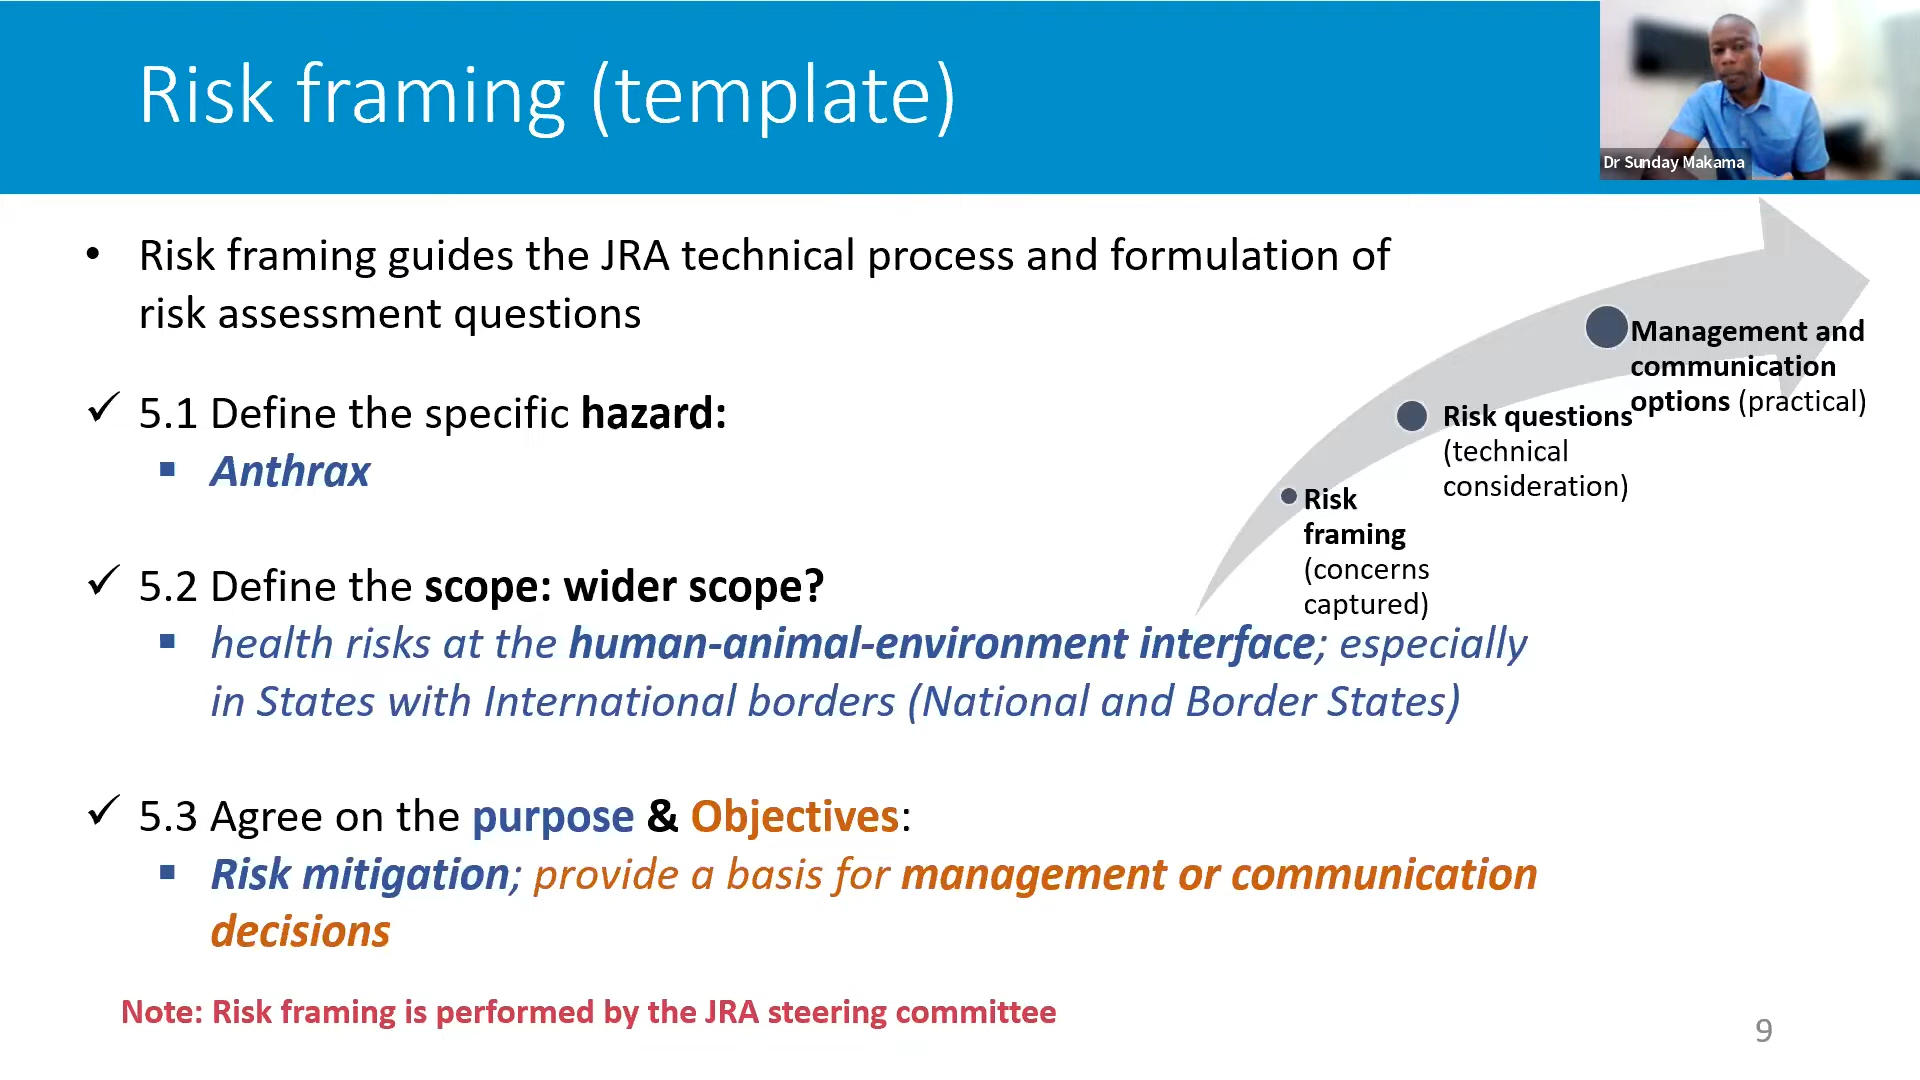 Risk framing (template)
Dr Sunday Makama
• Risk framing guides the JRA technical process and formulation of
risk assessment questions
✓ 5.1 Define the specific hazard:
▪ Anthrax
✓ 5.2 Define the scope: wider scope?
▪ health risks at the human-animal-environment interface; especially
in States with International borders (National and Border States)
✓ 5.3 Agree on the purpose & Objectives:
▪ Risk mitigation; provide a basis for management or communication
decisions
Note: Risk framing is performed by the JRA steering committee
Risk
framing
(concerns
captured)
Risk questions
(technical
consideration)
Management and
communication
options (practical)
9